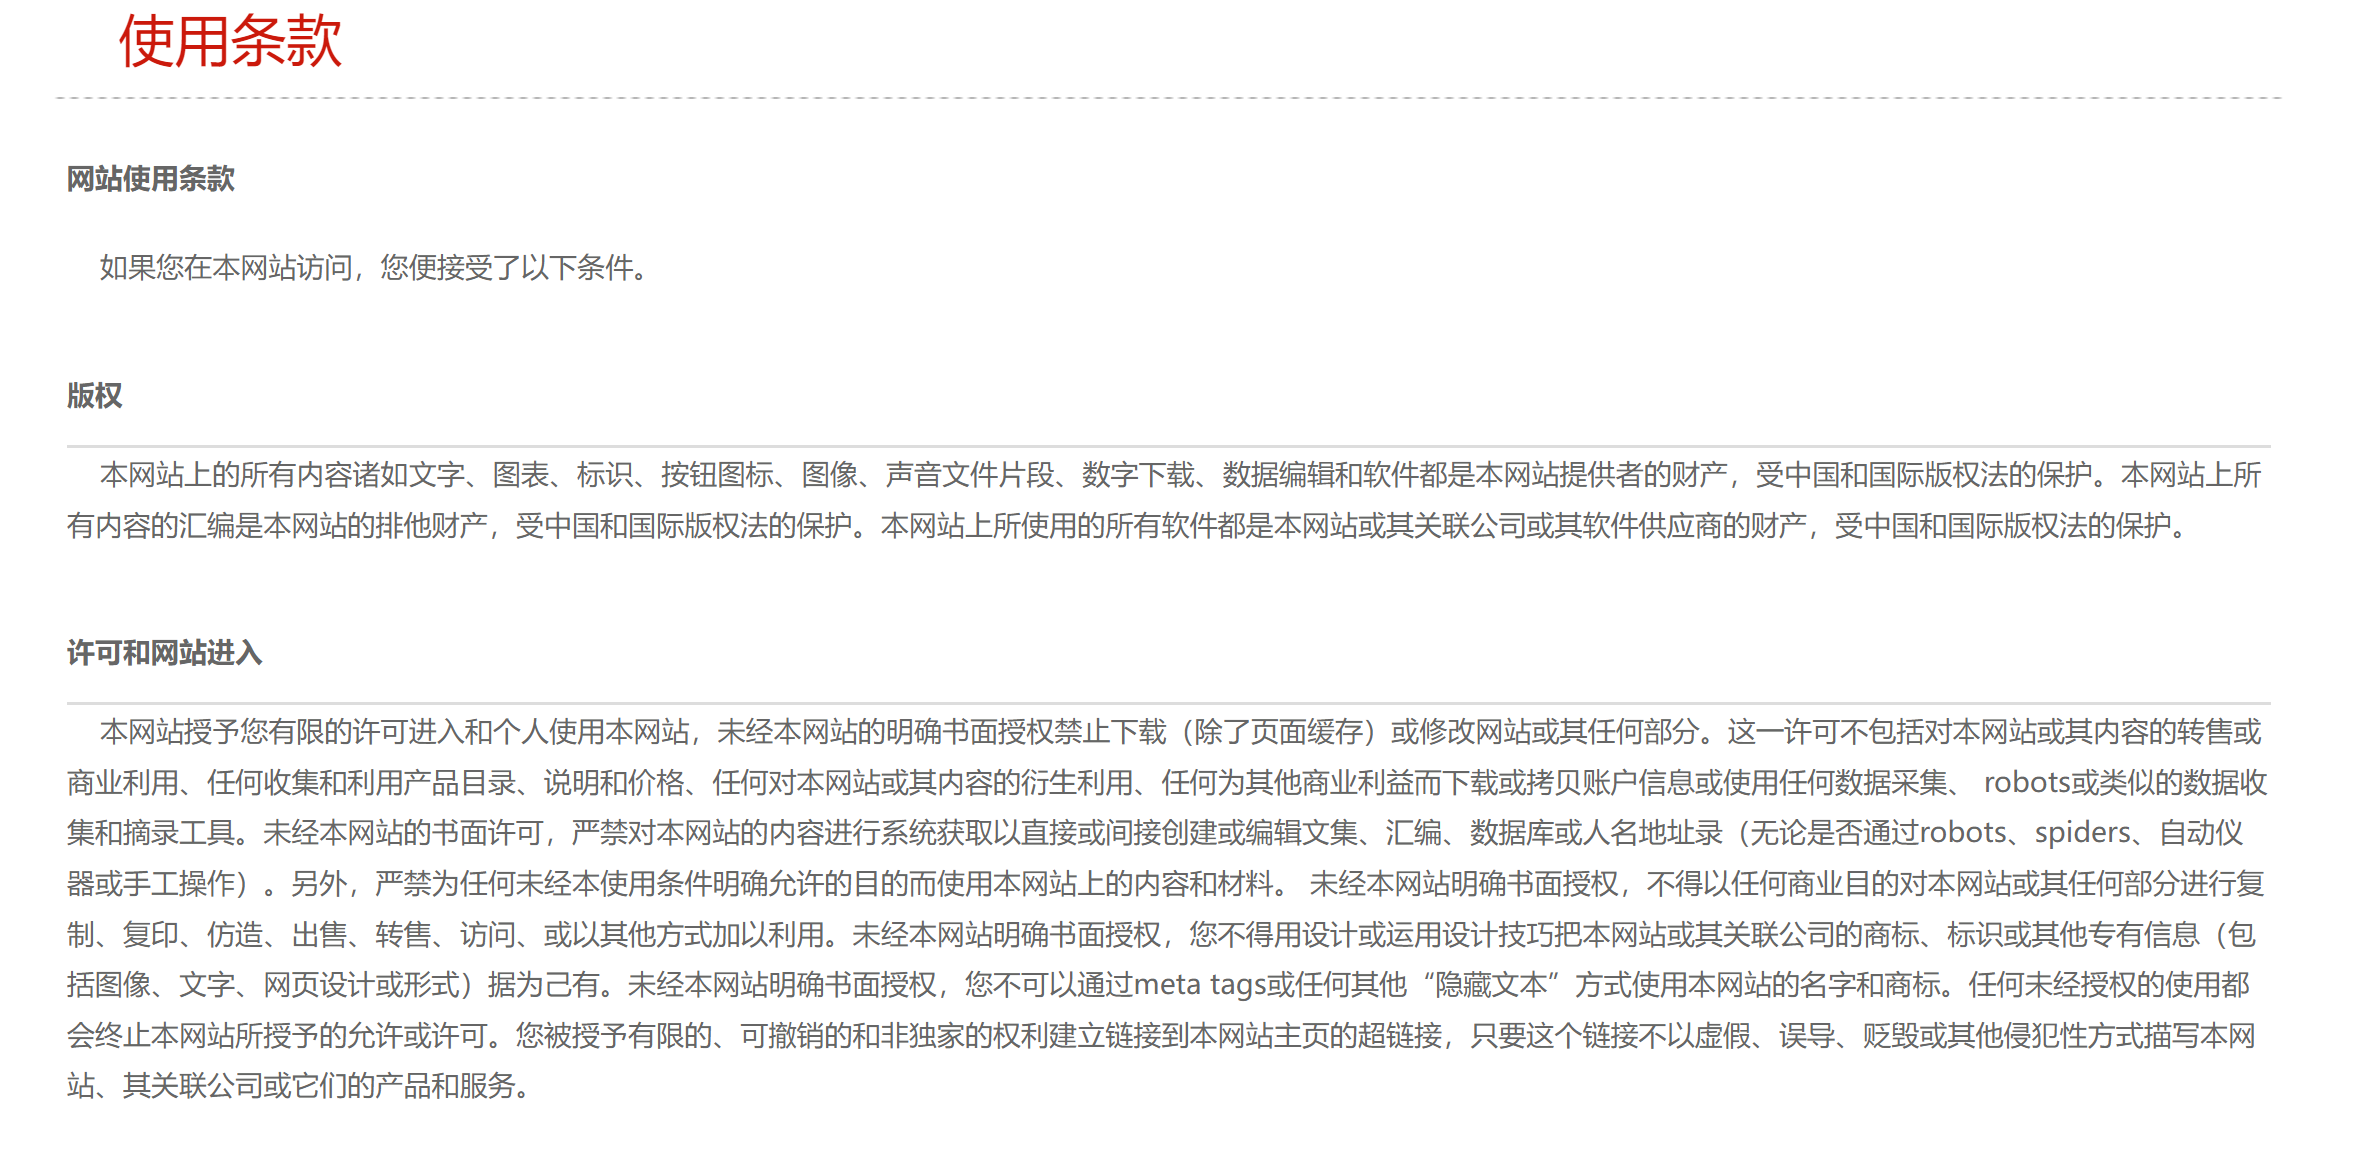 使用条款
网站使用条款
如果您在本网站访问，您便接受了以下条件。
版权
本网站上的所有内容诸如文字、图表、标识、按钮图标、图像、声音文件片段、数字下载、数据编辑和软件都是本网站提供者的财产，受中国和国际版权法的保护。本网站上所
有内容的汇编是本网站的排他财产，受中国和国际版权法的保护。本网站上所使用的所有软件都是本网站或其关联公司或其软件供应商的财产，受中国和国际版权法的保护。
许可和网站进入
本网站授予您有限的许可进入和个人使用本网站，未经本网站的明确书面授权禁止下载（除了页面缓存）或修改网站或其任何部分。这一许可不包括对本网站或其内容的转售或
商业利用、任何收集和利用产品目录、说明和价格、任何对本网站或其内容的衍生利用、任何为其他商业利益而下载或拷贝账户信息或使用任何数据采集、 robots或类似的数据收
集和摘录工具。未经本网站的书面许可，严禁对本网站的内容进行系统获取以直接或间接创建或编辑文集、汇编、数据库或人名地址录（无论是否通过robots、spiders、自动仪
器或手工操作）。另外，严禁为任何未经本使用条件明确允许的目的而使用本网站上的内容和材料。 未经本网站明确书面授权，不得以任何商业目的对本网站或其任何部分进行复
制、复印、仿造、出售、转售、访问、或以其他方式加以利用。未经本网站明确书面授权，您不得用设计或运用设计技巧把本网站或其关联公司的商标、标识或其他专有信息（包
括图像、文字、网页设计或形式）据为己有。未经本网站明确书面授权，您不可以通过meta tags或任何其他“隐藏文本”方式使用本网站的名字和商标。任何未经授权的使用都
会终止本网站所授予的允许或许可。您被授予有限的、可撤销的和非独家的权利建立链接到本网站主页的超链接，只要这个链接不以虚假、误导、贬毁或其他侵犯性方式描写本网
站、其关联公司或它们的产品和服务。